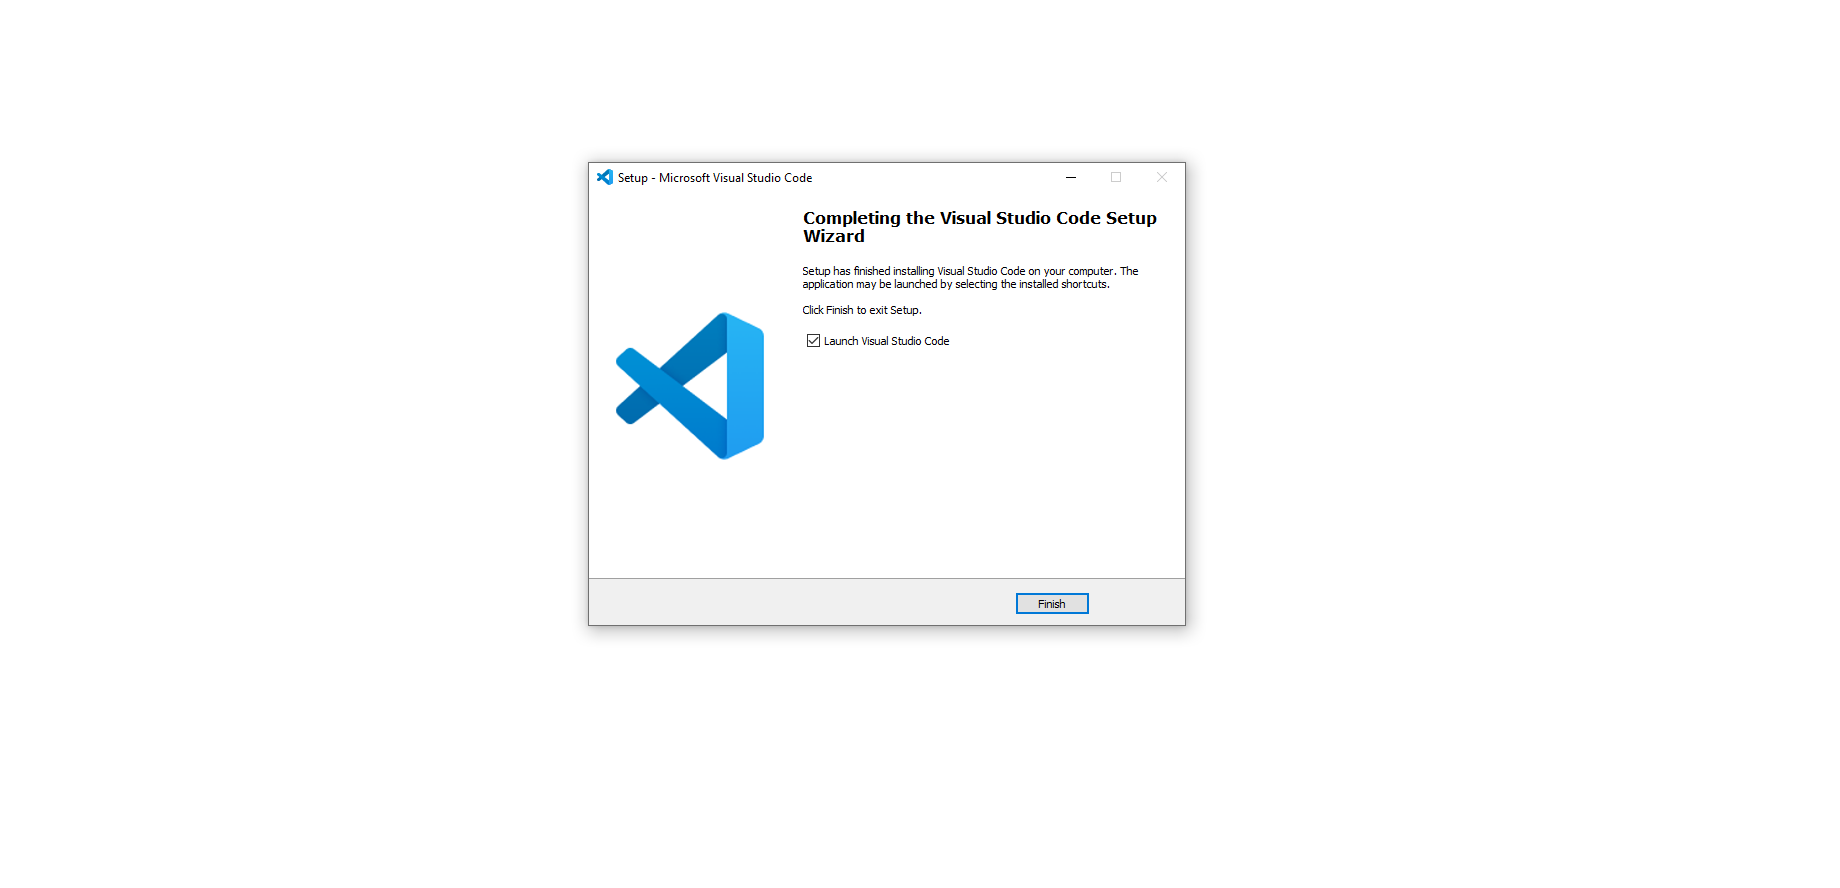 Setup - Microsoft Visual Studio Code
Completing the Visual Studio Code Setup
Wizard
Setup has finished installing Visual Studio Code on your computer. The
application may be launched by selecting the installed shortcuts.
Click Finish to exit Setup.
Launch Visual Studio Code
Finish